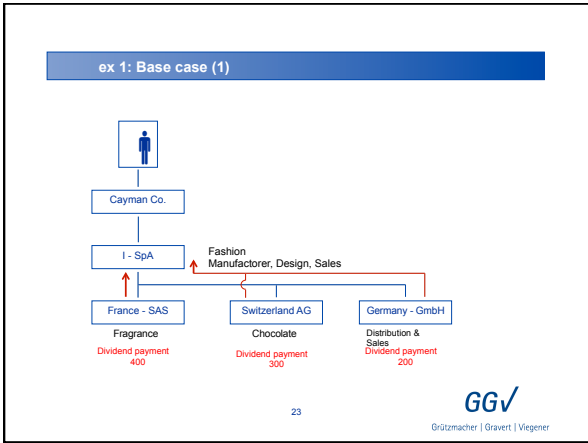 ex 1: Base case (1)
Cayman Co.
I - SpA
Fashion
Manufactorer, Design, Sales
France - SAS
Switzerland AG
Germany - GmbH
Fragrance
Chocolate
Distribution &
Sales
Dividend payment
400
Dividend payment
300
Dividend payment
200
23
GGV
Grützmacher | Gravert | Viegener